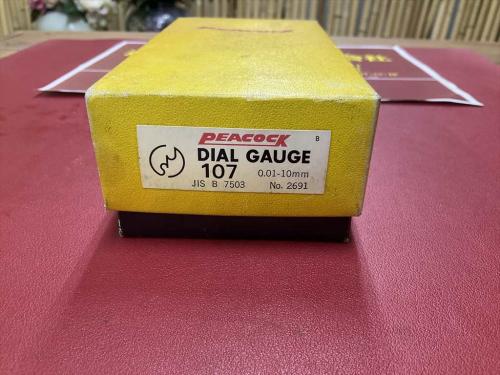 PEACOCK B
DIAL GAUGE
107 0.01-10mm
JIS B 7503 No. 2691